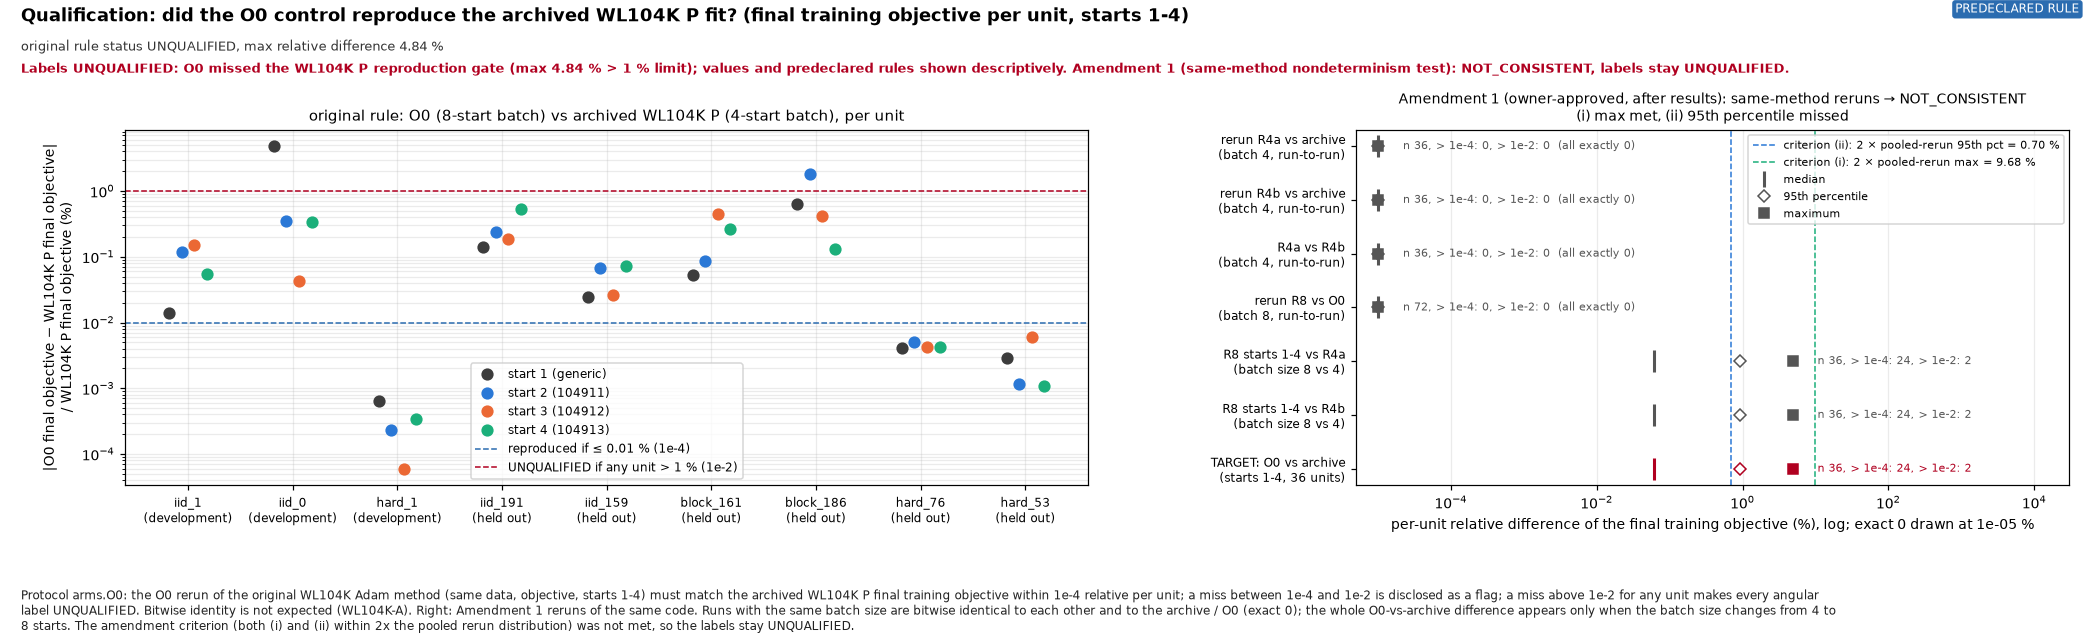 Qualification: did the O0 control reproduce the archived WL104K P fit? (final training objective per unit, starts 1-4)
PREDECLARED RULE
original rule status UNQUALIFIED, max relative difference 4.84 %
Labels UNQUALIFIED: O0 missed the WL104K P reproduction gate (max 4.84 % > 1 % limit); values and predeclared rules shown descriptively. Amendment 1 (same-method nondeterminism test): NOT_CONSISTENT, labels stay UNQUALIFIED.
original rule: O0 (8-start batch) vs archived WL104K P (4-start batch), per unit
|O0 final objective − WL104K P final objective|
/ WL104K P final objective (%)
10⁰
10⁻¹
10⁻²
10⁻³
10⁻⁴
start 1 (generic)
start 2 (104911)
start 3 (104912)
start 4 (104913)
reproduced if ≤ 0.01 % (1e-4)
UNQUALIFIED if any unit > 1 % (1e-2)
iid_1 iid_0 hard_1 iid_191 iid_159 block_161 block_186 hard_76 hard_53
(development) (development) (development) (held out) (held out) (held out) (held out) (held out) (held out)
Amendment 1 (owner-approved, after results): same-method reruns → NOT_CONSISTENT
(i) max met, (ii) 95th percentile missed
rerun R4a vs archive
(batch 4, run-to-run)
n 36, > 1e-4: 0, > 1e-2: 0 (all exactly 0)
rerun R4b vs archive
(batch 4, run-to-run)
n 36, > 1e-4: 0, > 1e-2: 0 (all exactly 0)
R4a vs R4b
(batch 4, run-to-run)
n 36, > 1e-4: 0, > 1e-2: 0 (all exactly 0)
rerun R8 vs O0
(batch 8, run-to-run)
n 72, > 1e-4: 0, > 1e-2: 0 (all exactly 0)
R8 starts 1-4 vs R4a
(batch size 8 vs 4)
n 36, > 1e-4: 24, > 1e-2: 2
R8 starts 1-4 vs R4b
(batch size 8 vs 4)
n 36, > 1e-4: 24, > 1e-2: 2
TARGET: O0 vs archive
(starts 1-4, 36 units)
n 36, > 1e-4: 24, > 1e-2: 2
criterion (ii): 2 × pooled-rerun 95th pct = 0.70 %
criterion (i): 2 × pooled-rerun max = 9.68 %
median
95th percentile
maximum
10⁻⁴ 10⁻² 10⁰ 10² 10⁴
per-unit relative difference of the final training objective (%), log; exact 0 drawn at 1e-05 %
Protocol arms.O0: the O0 rerun of the original WL104K Adam method (same data, objective, starts 1-4) must match the archived WL104K P final training objective within 1e-4 relative per unit; a miss between 1e-4 and 1e-2 is disclosed as a flag; a miss above 1e-2 for any unit makes every angular
label UNQUALIFIED. Bitwise identity is not expected (WL104K-A). Right: Amendment 1 reruns of the same code. Runs with the same batch size are bitwise identical to each other and to the archive / O0 (exact 0); the whole O0-vs-archive difference appears only when the batch size changes from 4 to
8 starts. The amendment criterion (both (i) and (ii) within 2x the pooled rerun distribution) was not met, so the labels stay UNQUALIFIED.